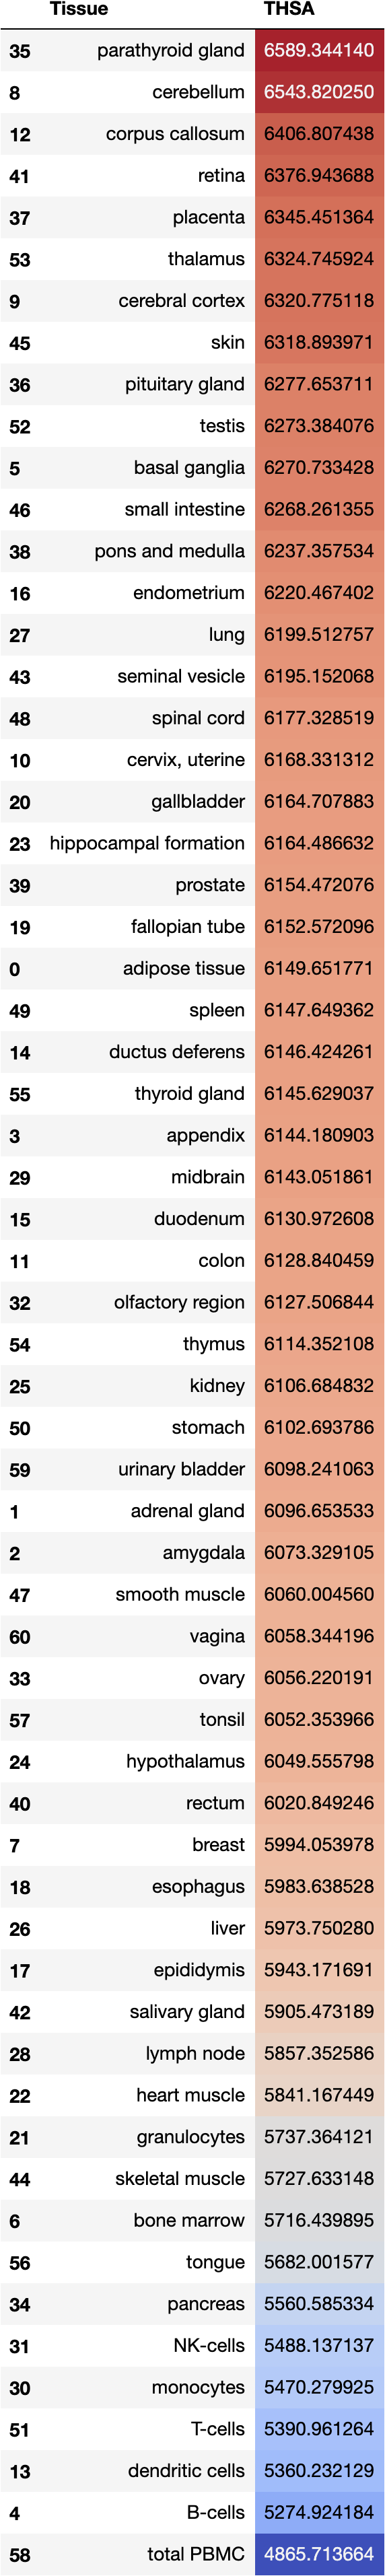 Tissue THSA
35 parathyroid gland 6589.344140
8 cerebellum 6543.820250
12 corpus callosum 6406.807438
41 retina 6376.943688
37 placenta 6345.451364
53 thalamus 6324.745924
9 cerebral cortex 6320.775118
45 skin 6318.893971
36 pituitary gland 6277.653711
52 testis 6273.384076
5 basal ganglia 6270.733428
46 small intestine 6268.261355
38 pons and medulla 6237.357534
16 endometrium 6220.467402
27 lung 6199.512757
43 seminal vesicle 6195.152068
48 spinal cord 6177.328519
10 cervix, uterine 6168.331312
20 gallbladder 6164.707883
23 hippocampal formation 6164.486632
39 prostate 6154.472076
19 fallopian tube 6152.572096
0 adipose tissue 6149.651771
49 spleen 6147.649362
14 ductus deferens 6146.424261
55 thyroid gland 6145.629037
3 appendix 6144.180903
29 midbrain 6143.051861
15 duodenum 6130.972608
11 colon 6128.840459
32 olfactory region 6127.506844
54 thymus 6114.352108
25 kidney 6106.684832
50 stomach 6102.693786
59 urinary bladder 6098.241063
1 adrenal gland 6096.653533
2 amygdala 6073.329105
47 smooth muscle 6060.004560
60 vagina 6058.344196
33 ovary 6056.220191
57 tonsil 6052.353966
24 hypothalamus 6049.555798
40 rectum 6020.849246
7 breast 5994.053978
18 esophagus 5983.638528
26 liver 5973.750280
17 epididymis 5943.171691
42 salivary gland 5905.473189
28 lymph node 5857.352586
22 heart muscle 5841.167449
21 granulocytes 5737.364121
44 skeletal muscle 5727.633148
6 bone marrow 5716.439895
56 tongue 5682.001577
34 pancreas 5560.585334
31 NK-cells 5488.137137
30 monocytes 5470.279925
51 T-cells 5390.961264
13 dendritic cells 5360.232129
4 B-cells 5274.924184
58 total PBMC 4865.713664